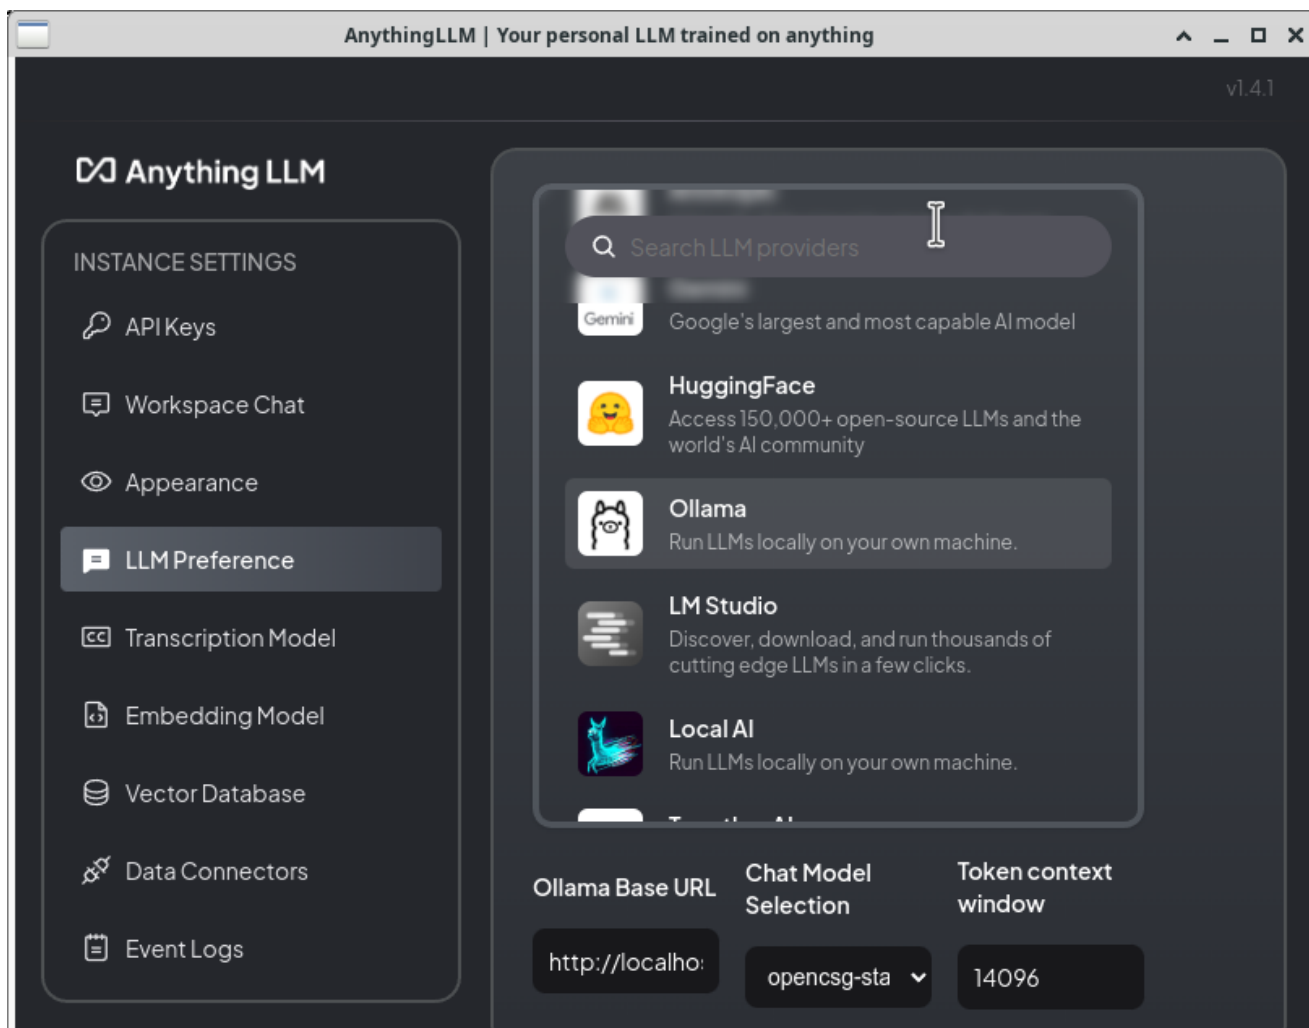 AnythingLLM | Your personal LLM trained on anything
v1.4.1
Anything LLM
INSTANCE SETTINGS
API Keys
Workspace Chat
Appearance
LLM Preference
Transcription Model
Embedding Model
Vector Database
Data Connectors
Event Logs
Search LLM providers
Gemini
Gemini
Google's largest and most capable AI model
HuggingFace
Access 150,000+ open-source LLMs and the
world's AI community
Ollama
Run LLMs locally on your own machine.
LM Studio
Discover, download, and run thousands of
cutting edge LLMs in a few clicks.
Local AI
Run LLMs locally on your own machine.
Ollama Base URL
http://localho
Chat Model
Selection
opencsg-sta
Token context
window
14096